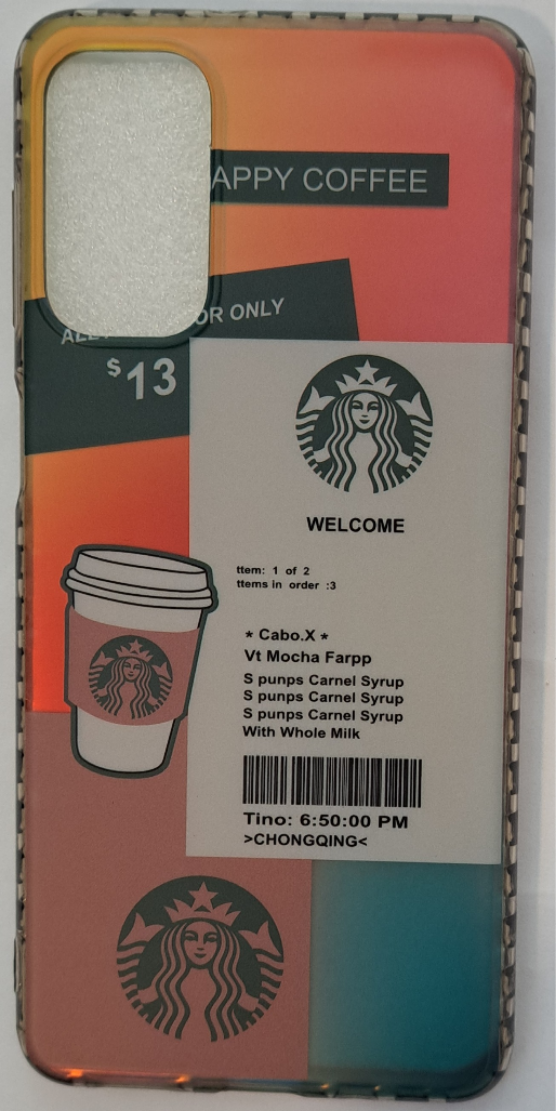 APPY COFFEE
OR ONLY
$13
WELCOME
ttem: 1 of 2
ttems in order :3
* Cabo.X *
Vt Mocha Farpp
S punps Carnel Syrup
S punps Carnel Syrup
S punps Carnel Syrup
With Whole Milk
Tino: 6:50:00 PM
>CHONGQING<